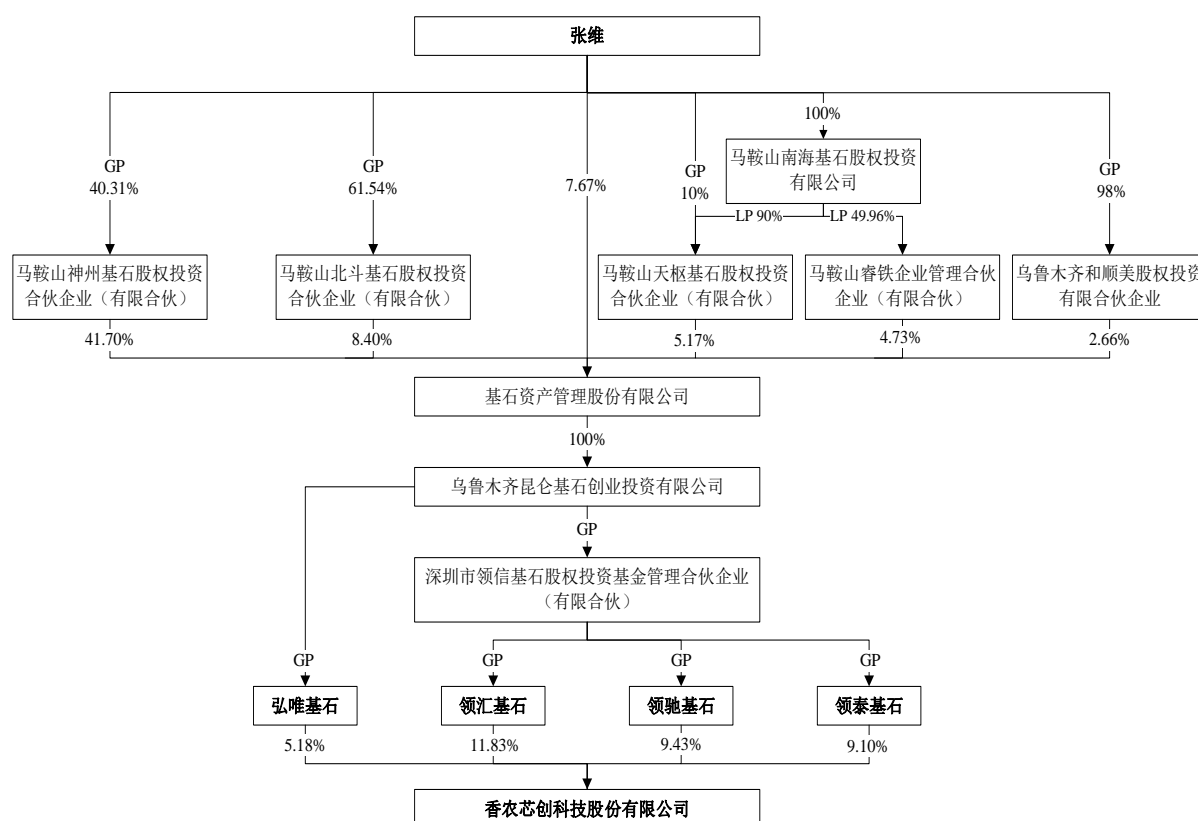 张维
100%
GP
40.31%
GP
61.54%
7.67%
GP
10%
马鞍山南海基石股权投资
有限公司
GP
98%
LP 90%
LP 49.96%
马鞍山神州基石股权投资
合伙企业（有限合伙）
马鞍山北斗基石股权投资
合伙企业（有限合伙）
马鞍山天枢基石股权投资
合伙企业（有限合伙）
马鞍山睿铁企业管理合伙
企业（有限合伙）
乌鲁木齐和顺美股权投资
有限合伙企业
41.70%
8.40%
5.17%
4.73%
2.66%
基石资产管理股份有限公司
100%
乌鲁木齐昆仑基石创业投资有限公司
GP
深圳市领信基石股权投资基金管理合伙企业
（有限合伙）
GP
GP
GP
GP
弘唯基石
领汇基石
领驰基石
领泰基石
5.18%
11.83%
9.43%
9.10%
香农芯创科技股份有限公司